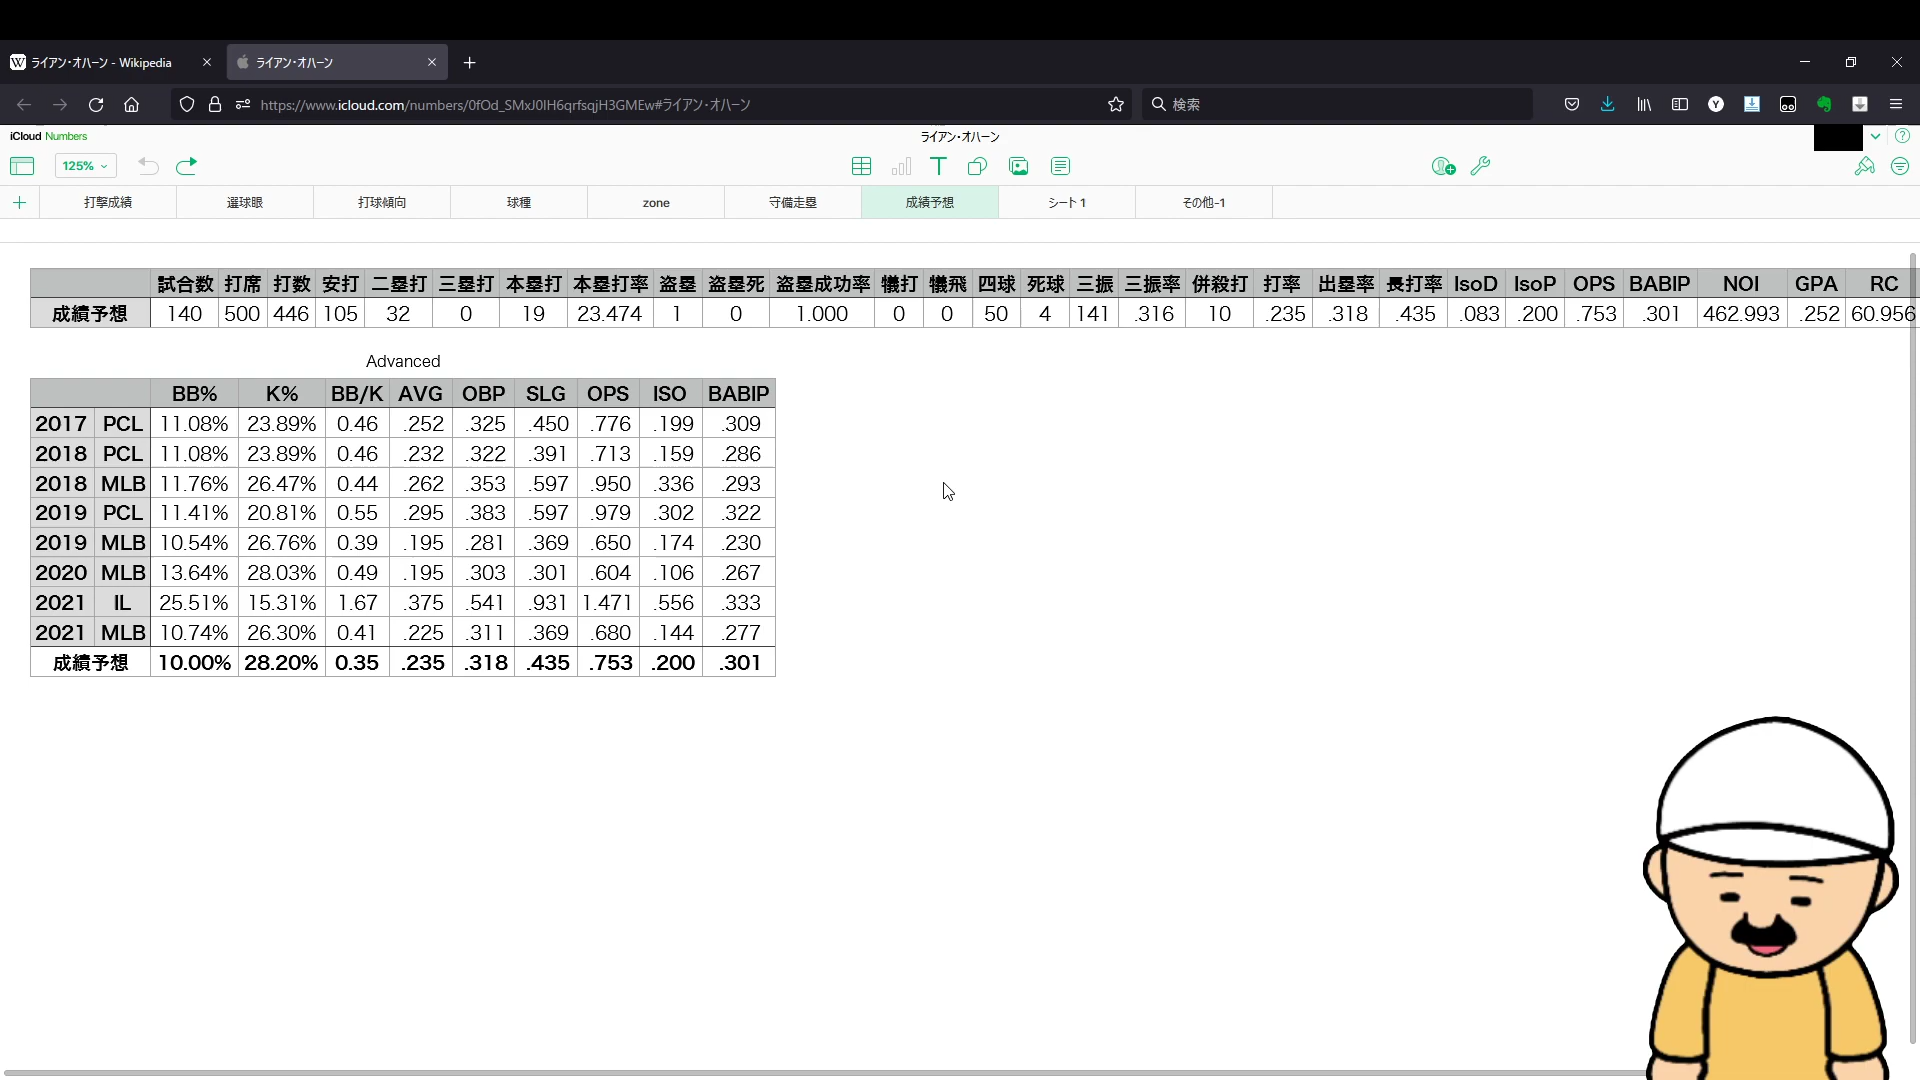 ライアン・オハーン - Wikipedia ライアン・オハーン
https://www.icloud.com/numbers/0fOd_SMxJ0IH6qrfsqjH3GMEw#ライアン・オハーン 検索
iCloud Numbers ライアン・オハーン
125%
打撃成績 選球眼 打球傾向 球種 zone 守備走塁 成績予想 シート 1 その他-1
試合数 打席 打数 安打 二塁打 三塁打 本塁打 本塁打率 盗塁 盗塁死 盗塁成功率 犠打 犠飛 四球 死球 三振 三振率 併殺打 打率 出塁率 長打率 IsoD IsoP OPS BABIP NOI GPA RC
成績予想 140 500 446 105 32 0 19 23.474 1 0 1.000 0 0 50 4 141 .316 10 .235 .318 .435 .083 .200 .753 .301 462.993 .252 60.956
Advanced
BB% K% BB/K AVG OBP SLG OPS ISO BABIP
2017 PCL 11.08% 23.89% 0.46 .252 .325 .450 .776 .199 .309
2018 PCL 11.08% 23.89% 0.46 .232 .322 .391 .713 .159 .286
2018 MLB 11.76% 26.47% 0.44 .262 .353 .597 .950 .336 .293
2019 PCL 11.41% 20.81% 0.55 .295 .383 .597 .979 .302 .322
2019 MLB 10.54% 26.76% 0.39 .195 .281 .369 .650 .174 .230
2020 MLB 13.64% 28.03% 0.49 .195 .303 .301 .604 .106 .267
2021 IL 25.51% 15.31% 1.67 .375 .541 .931 1.471 .556 .333
2021 MLB 10.74% 26.30% 0.41 .225 .311 .369 .680 .144 .277
成績予想 10.00% 28.20% 0.35 .235 .318 .435 .753 .200 .301